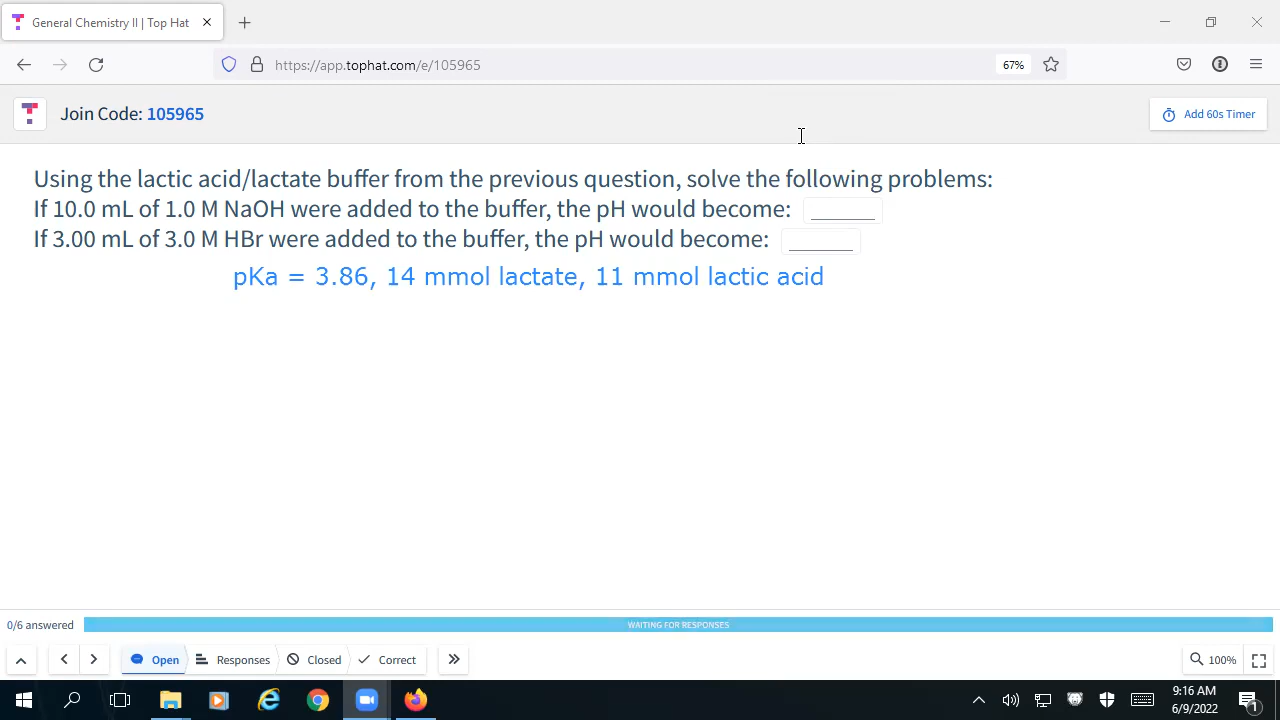 General Chemistry II | Top Hat
https://app.tophat.com/e/105965
67%
Join Code: 105965
Add 60s Timer
Using the lactic acid/lactate buffer from the previous question, solve the following problems:
If 10.0 mL of 1.0 M NaOH were added to the buffer, the pH would become: ________
If 3.00 mL of 3.0 M HBr were added to the buffer, the pH would become: ________
pKa = 3.86, 14 mmol lactate, 11 mmol lactic acid
0/6 answered
WAITING FOR RESPONSES
Open
Responses
Closed
Correct
100%
9:16 AM
6/9/2022
1